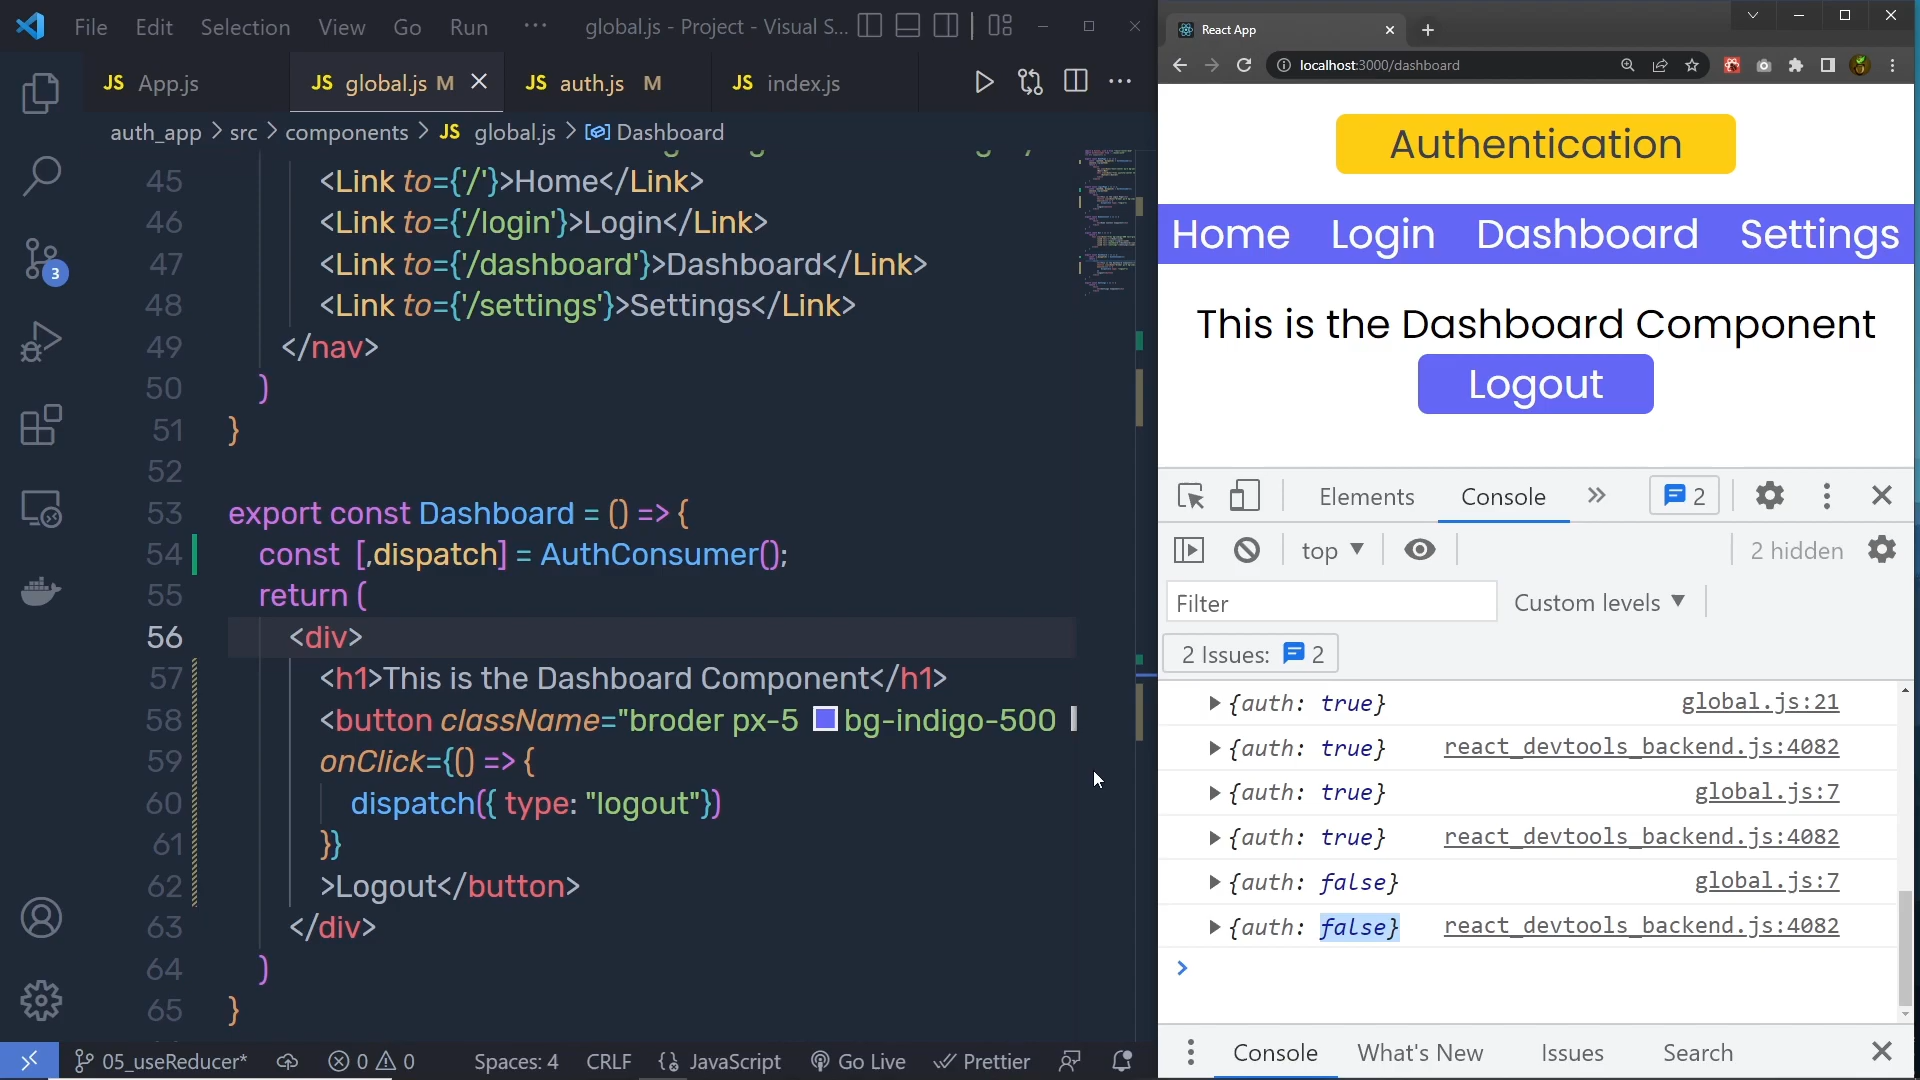 File Edit Selection View Go Run ··· global.js - Project - Visual S...
JS App.js JS global.js M JS auth.js M JS index.js
auth_app > src > components > JS global.js > Dashboard
45 <Link to={'/'}>Home</Link>
46 <Link to={'/login'}>Login</Link>
47 <Link to={'/dashboard'}>Dashboard</Link>
48 <Link to={'/settings'}>Settings</Link>
49 </nav>
50 )
51 }
52
53 export const Dashboard = () => {
54 const [,dispatch] = AuthConsumer();
55 return (
56 <div>
57 <h1>This is the Dashboard Component</h1>
58 <button className="broder px-5 bg-indigo-500
59 onClick={() => {
60 dispatch({ type: "logout"})
61 }}
62 >Logout</button>
63 </div>
64 )
65 }
3
05_useReducer* 0 0 Spaces: 4 CRLF {} JavaScript Go Live Prettier
React App
localhost:3000/dashboard
Authentication
Home Login Dashboard Settings
This is the Dashboard Component
Logout
Elements Console 2
top 2 hidden
Filter Custom levels
2 Issues: 2
{auth: true} global.js:21
{auth: true} react_devtools_backend.js:4082
{auth: true} global.js:7
{auth: true} react_devtools_backend.js:4082
{auth: false} global.js:7
{auth: false} react_devtools_backend.js:4082
Console What's New Issues Search